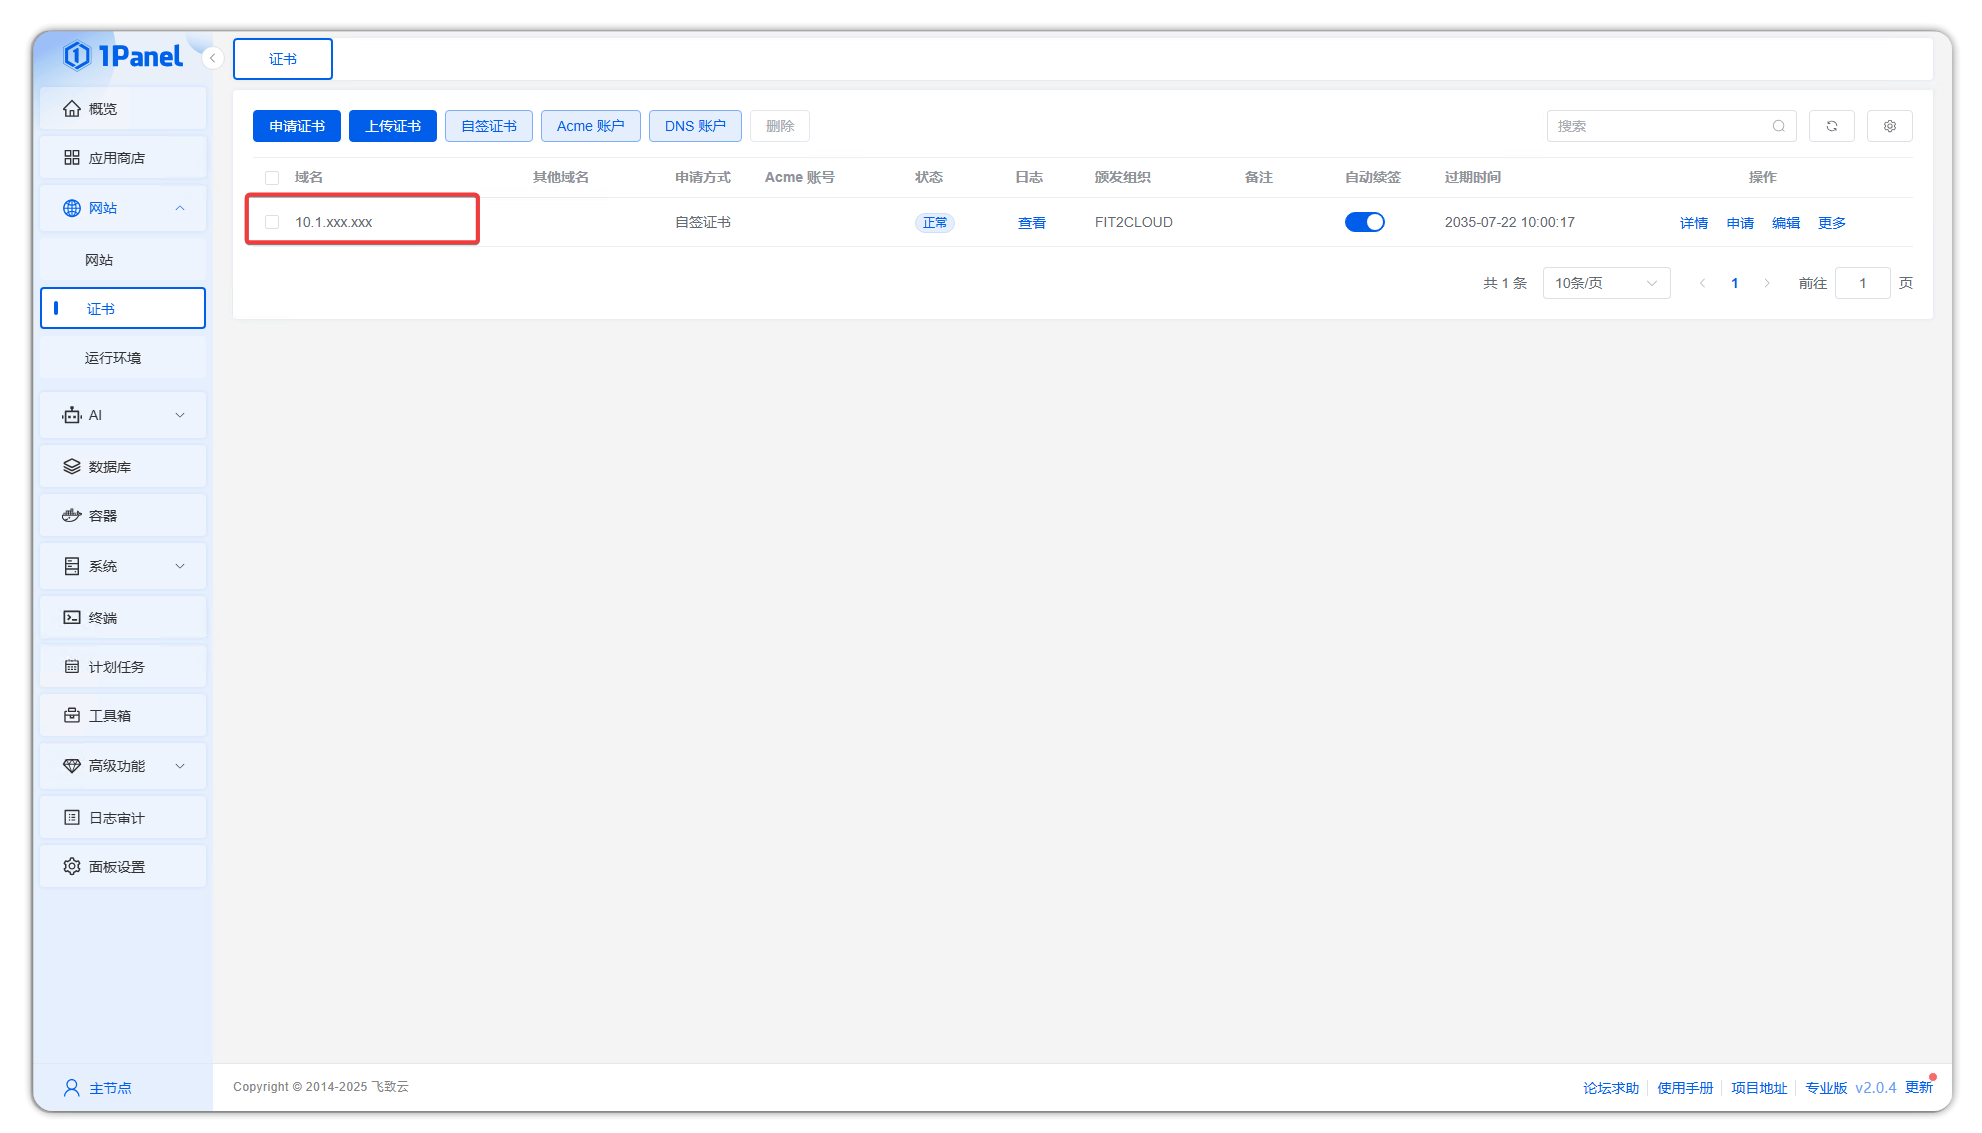 1Panel
证书
概览
应用商店
网站
网站
证书
运行环境
AI
数据库
容器
系统
终端
计划任务
工具箱
高级功能
日志审计
面板设置
主节点
申请证书 上传证书 自签证书 Acme 账户 DNS 账户 删除 搜索
域名 其他域名 申请方式 Acme 账号 状态 日志 颁发组织 备注 自动续签 过期时间 操作
10.1.xxx.xxx 自签证书 正常 查看 FIT2CLOUD 2035-07-22 10:00:17 详情 申请 编辑 更多
共 1 条 10条/页 1 前往 1 页
Copyright © 2014-2025 飞致云 论坛求助 使用手册 项目地址 专业版 v2.0.4 更新